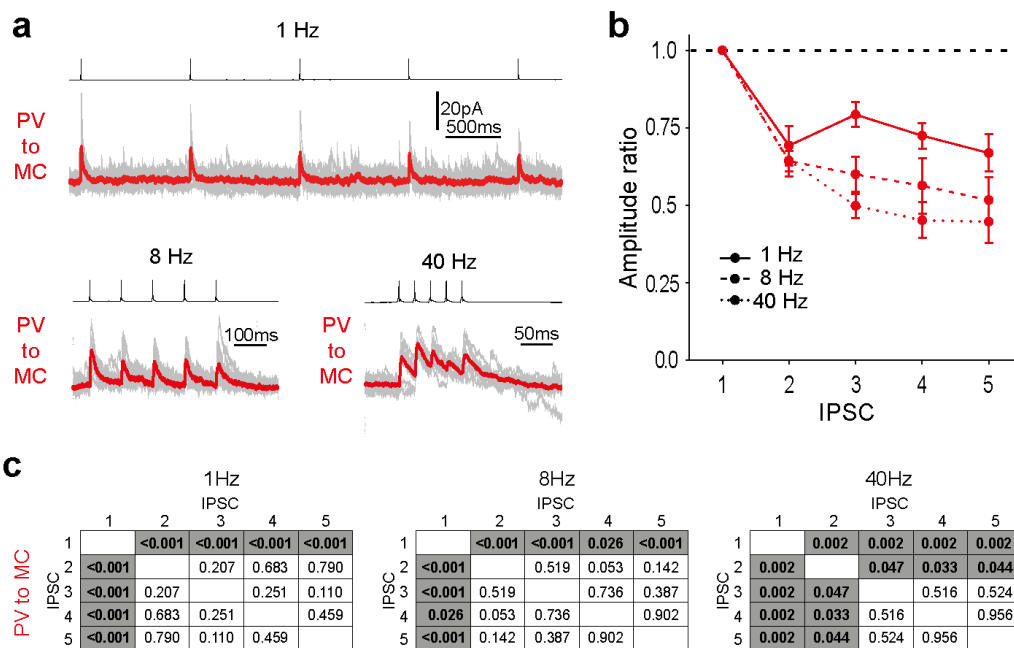 a
1 Hz
20pA
500ms
PV
to
MC
8 Hz
100ms
PV
to
MC
40 Hz
50ms
PV
to
MC
b
Amplitude ratio
1.0
0.75
0.5
0.25
0.0
1 Hz
8 Hz
40 Hz
1 2 3 4 5
IPSC
c
PV to MC
1Hz
IPSC
1 2 3 4 5
IPSC
1 <0.001 <0.001 <0.001 <0.001
2 <0.001 0.207 0.683 0.790
3 <0.001 0.207 0.251 0.110
4 <0.001 0.683 0.251 0.459
5 <0.001 0.790 0.110 0.459
8Hz
IPSC
1 2 3 4 5
IPSC
1 <0.001 <0.001 0.026 <0.001
2 <0.001 0.519 0.053 0.142
3 <0.001 0.519 0.736 0.387
4 0.026 0.053 0.736 0.902
5 <0.001 0.142 0.387 0.902
40Hz
IPSC
1 2 3 4 5
IPSC
1 0.002 0.002 0.002 0.002
2 0.002 0.047 0.033 0.044
3 0.002 0.047 0.516 0.524
4 0.002 0.033 0.516 0.956
5 0.002 0.044 0.524 0.956